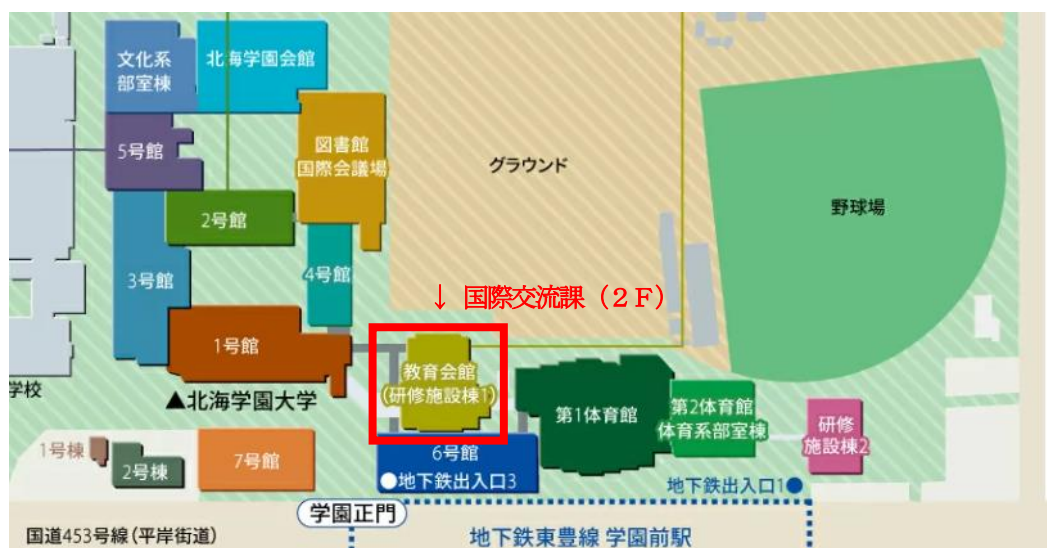 文化系
部室棟
北海学園会館
5号館
図書館
国際会議場
グラウンド
2号館
野球場
3号館
4号館
↓ 国際交流課（２Ｆ）
1号館
教育会館
(研修施設棟1)
学校
▲北海学園大学
第1体育館
第2体育館
体育系部室棟
研修
施設棟2
1号棟
2号棟
7号館
6号館
●地下鉄出入口3
地下鉄出入口1●
学園正門
国道453号線(平岸街道)
地下鉄東豊線 学園前駅